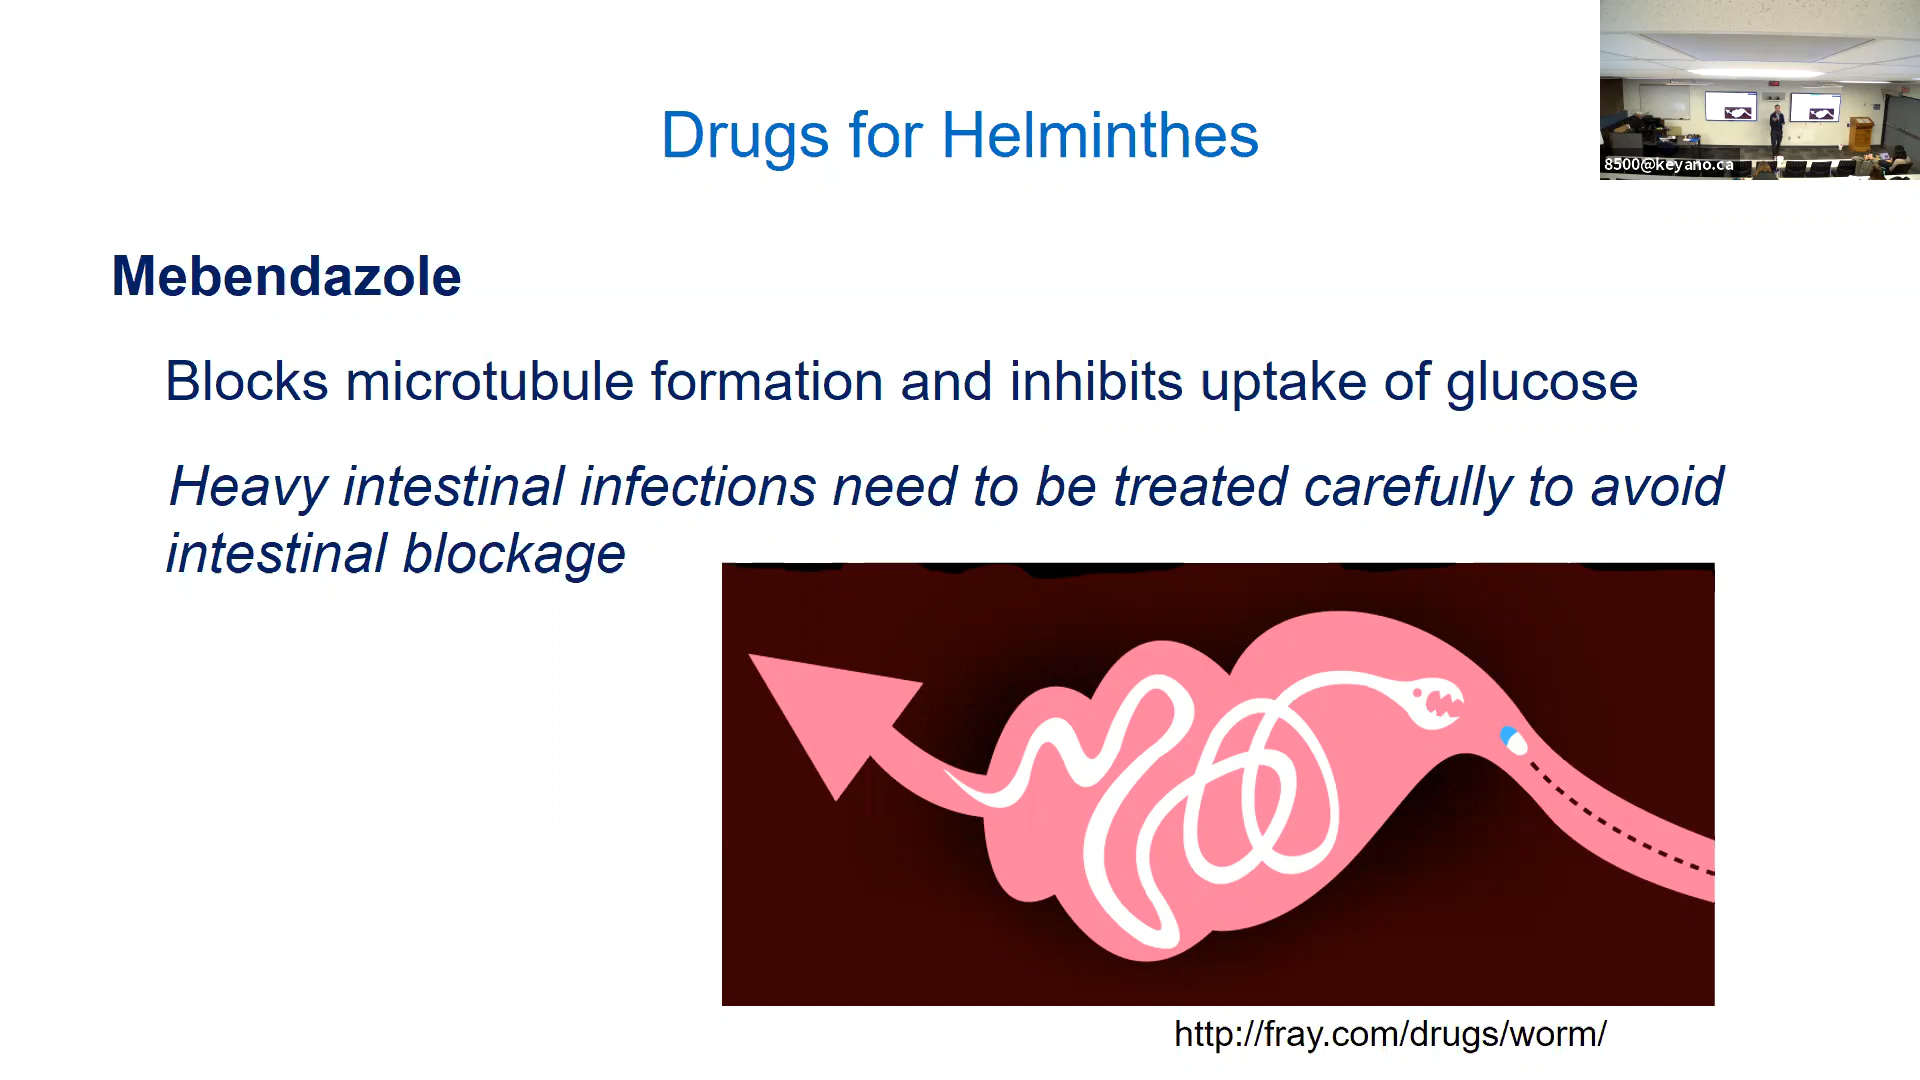 Drugs for Helminthes
8500@keyano.ca
Mebendazole
Blocks microtubule formation and inhibits uptake of glucose
Heavy intestinal infections need to be treated carefully to avoid
intestinal blockage
http://fray.com/drugs/worm/